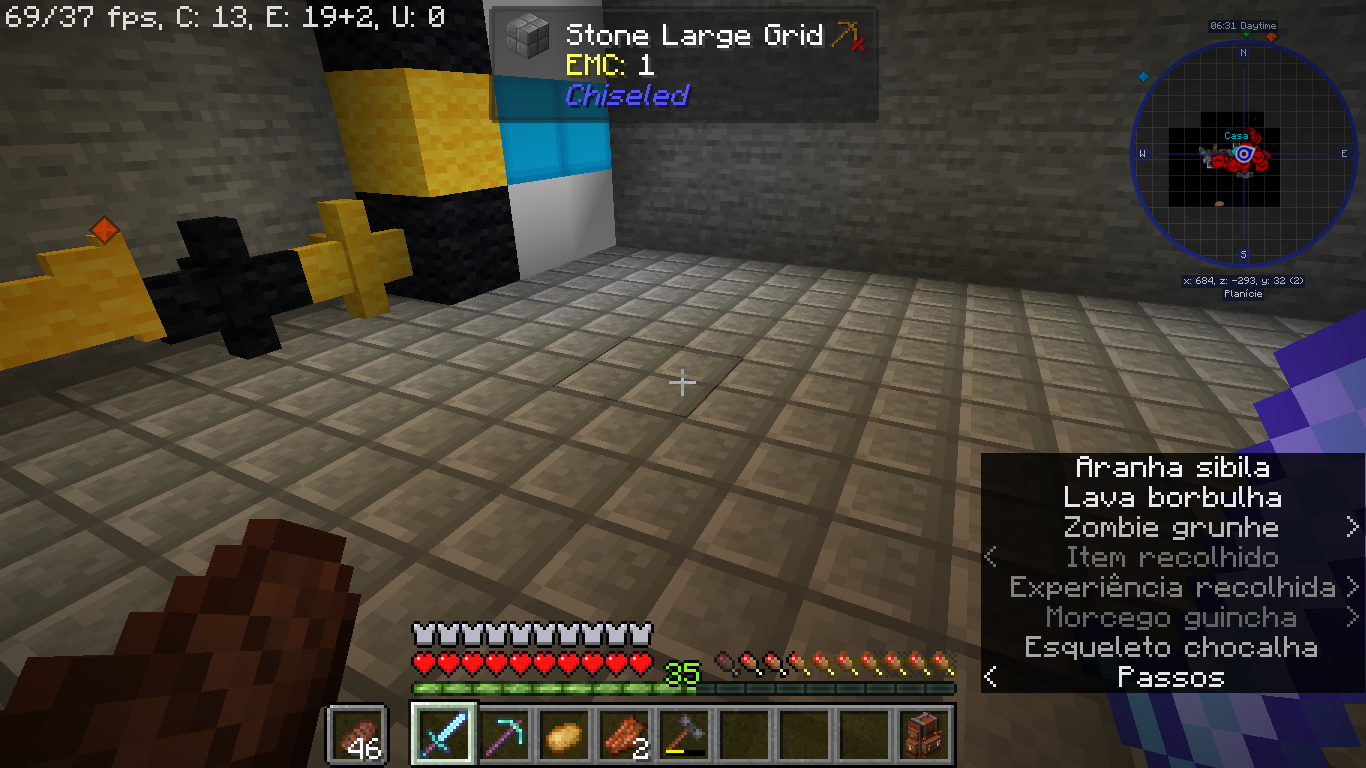 69/37 fps, C: 13, E: 19+2, U: 0
Stone Large Grid
EMC: 1
Chiseled
06:31 Daytime
N
Casa
W
E
S
x: 684, z: -293, y: 32 (2)
Planície
Aranha sibila
Lava borbulha
Zombie grunhe >
< Item recolhido
Experiência recolhida >
Morcego guincha >
Esqueleto chocalha
< Passos
35
46
2